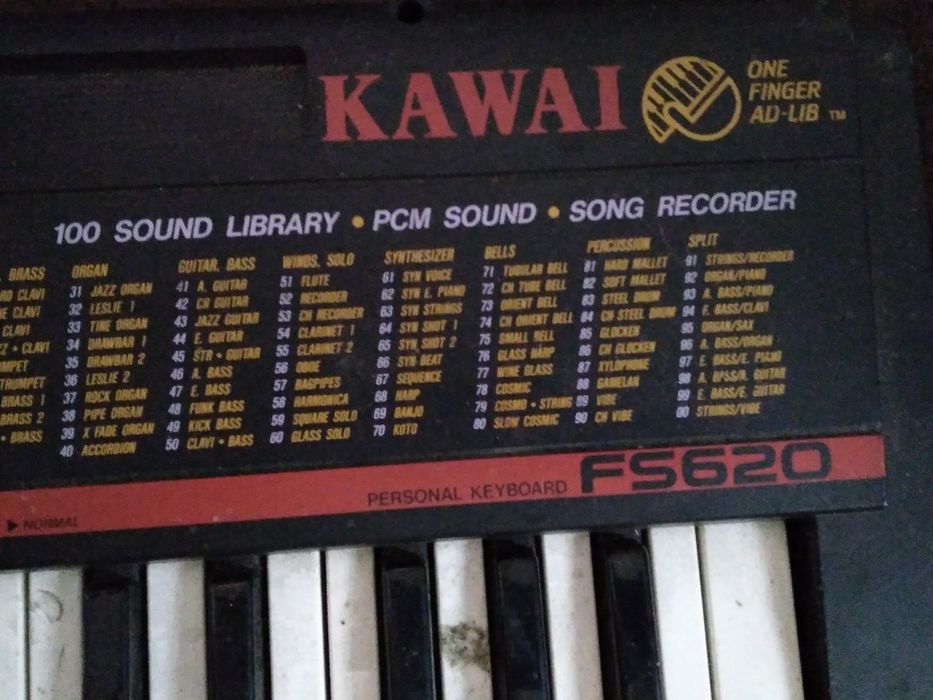 KAWAI
ONE
FINGER
AD-LIB TM
100 SOUND LIBRARY • PCM SOUND • SONG RECORDER
BRASS
CLAVI
CLAVI
CLAVI
• CLAVI
TRUMPET
BRASS 1
BRASS 2
• BRASS
ORGAN
31 JAZZ ORGAN
32 LESLIE 1
33 TINE ORGAN
34 DRAWBAR 1
35 DRAWBAR 2
36 LESLIE 2
37 ROCK ORGAN
38 PIPE ORGAN
39 X FADE ORGAN
40 ACCORDION
GUITAR, BASS
41 A. GUITAR
42 CH GUITAR
43 JAZZ GUITAR
44 E. GUITAR
45 STR • GUITAR
46 A. BASS
47 E. BASS
48 FUNK BASS
49 KICK BASS
50 CLAVI • BASS
WINDS, SOLO
51 FLUTE
52 RECORDER
53 CH RECORDER
54 CLARINET 1
55 CLARINET 2
56 OBOE
57 BAGPIPES
58 HARMONICA
59 SQUARE SOLO
60 GLASS SOLO
SYNTHESIZER
61 SYN VOICE
62 SYN E. PIANO
63 SYN STRINGS
64 SYN SHOT 1
65 SYN SHOT 2
66 SYN BEAT
67 SEQUENCE
68 HARP
69 BANJO
70 KOTO
BELLS
71 TUBULAR BELL
72 CH TUBE BELL
73 ORIENT BELL
74 CH ORIENT BELL
75 SMALL BELL
76 GLASS HARP
77 WINE GLASS
78 COSMIC
79 COSMO • STRING
80 SLOW COSMIC
PERCUSSION
81 HARD MALLET
82 SOFT MALLET
83 STEEL DRUM
84 CH STEEL DRUM
85 GLOCKEN
86 CH GLOCKEN
87 XYLOPHONE
88 GAMELAN
89 VIBE
90 CH VIBE
SPLIT
91 STRINGS/RECORDER
92 ORGAN/PIANO
93 A. BASS/PIANO
94 F. BASS/CLAVI
95 ORGAN/SAX
96 A. BASS/ORGAN
97 E. BASS/E. PIANO
98 A. BASS/A. GUITAR
99 E. BASS/E. GUITAR
00 STRINGS/VIBE
PERSONAL KEYBOARD FS620
NORMAL